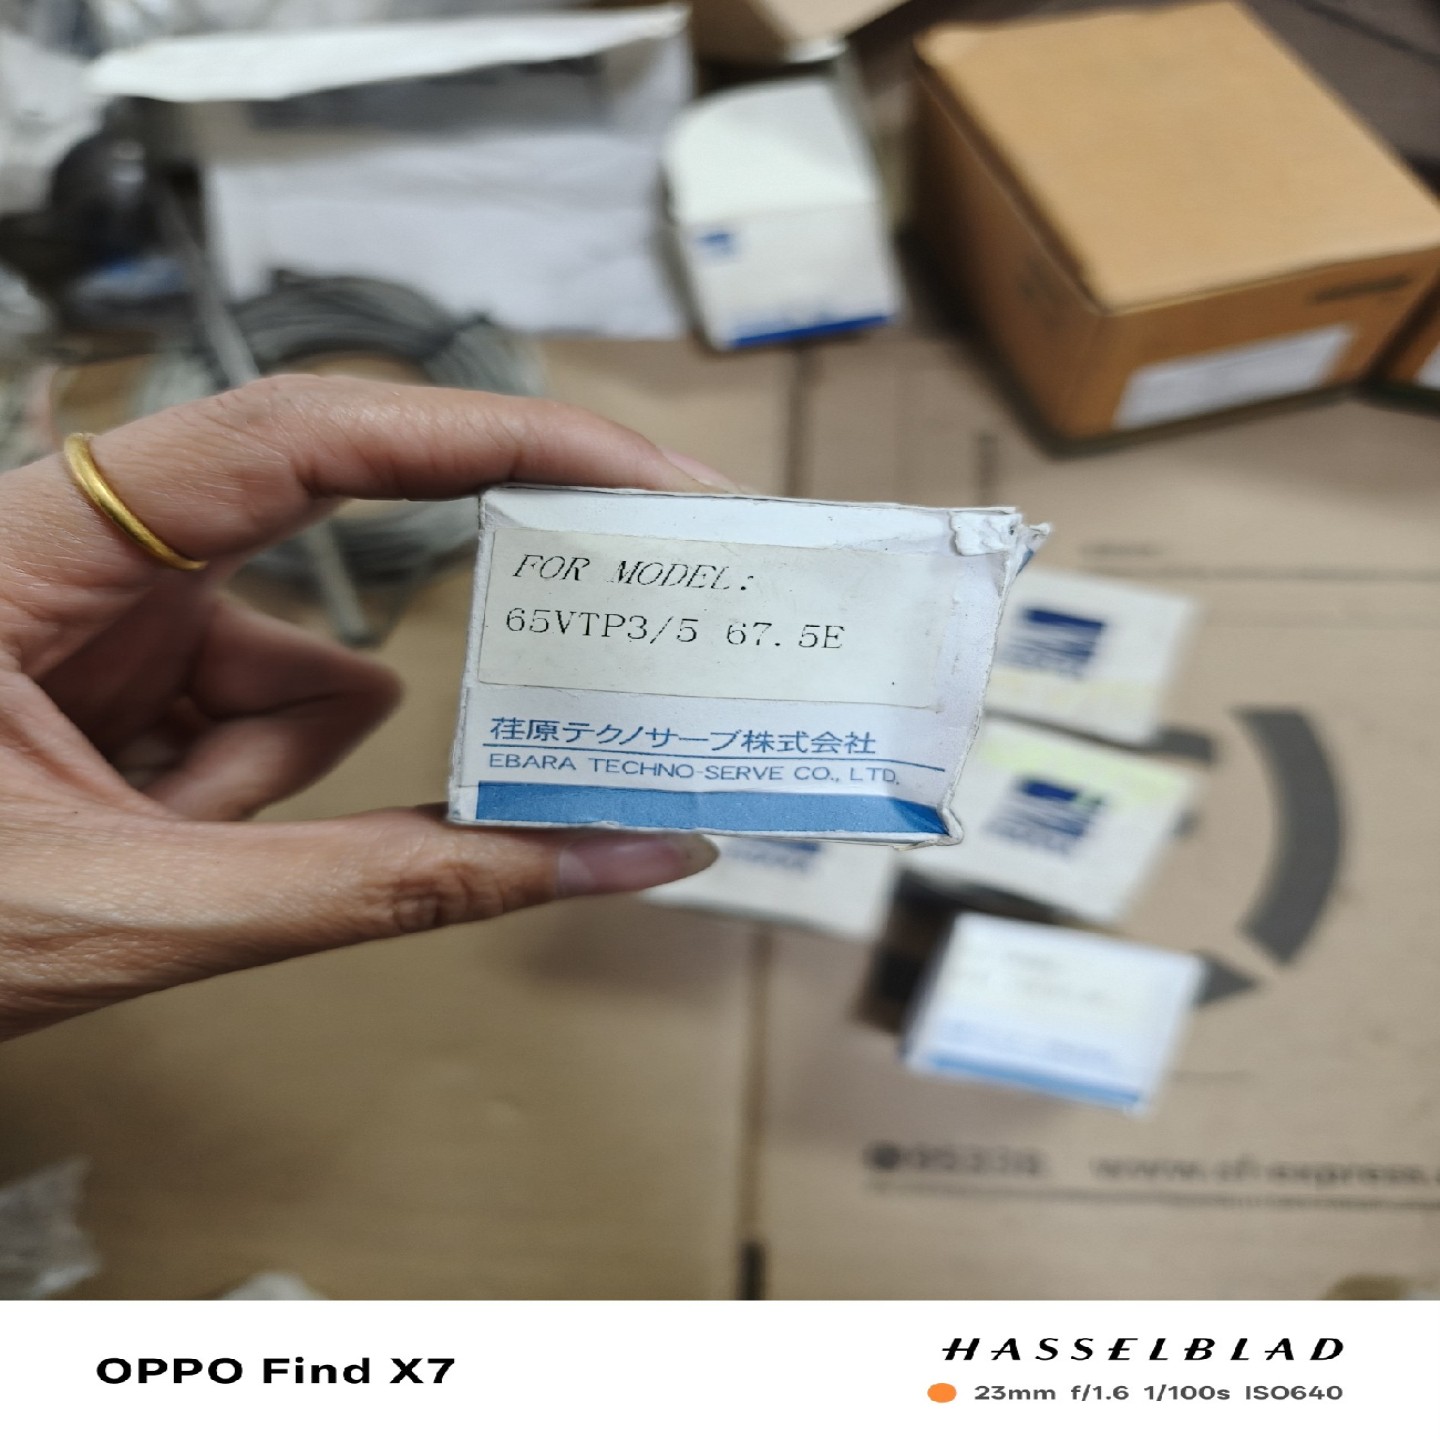 FOR MODEL:
65VTP3/5 67.5E
荏原テクノサーブ株式会社
EBARA TECHNO-SERVE CO., LTD.
OPPO Find X7
HASSELBLAD
23mm f/1.6 1/100s ISO640